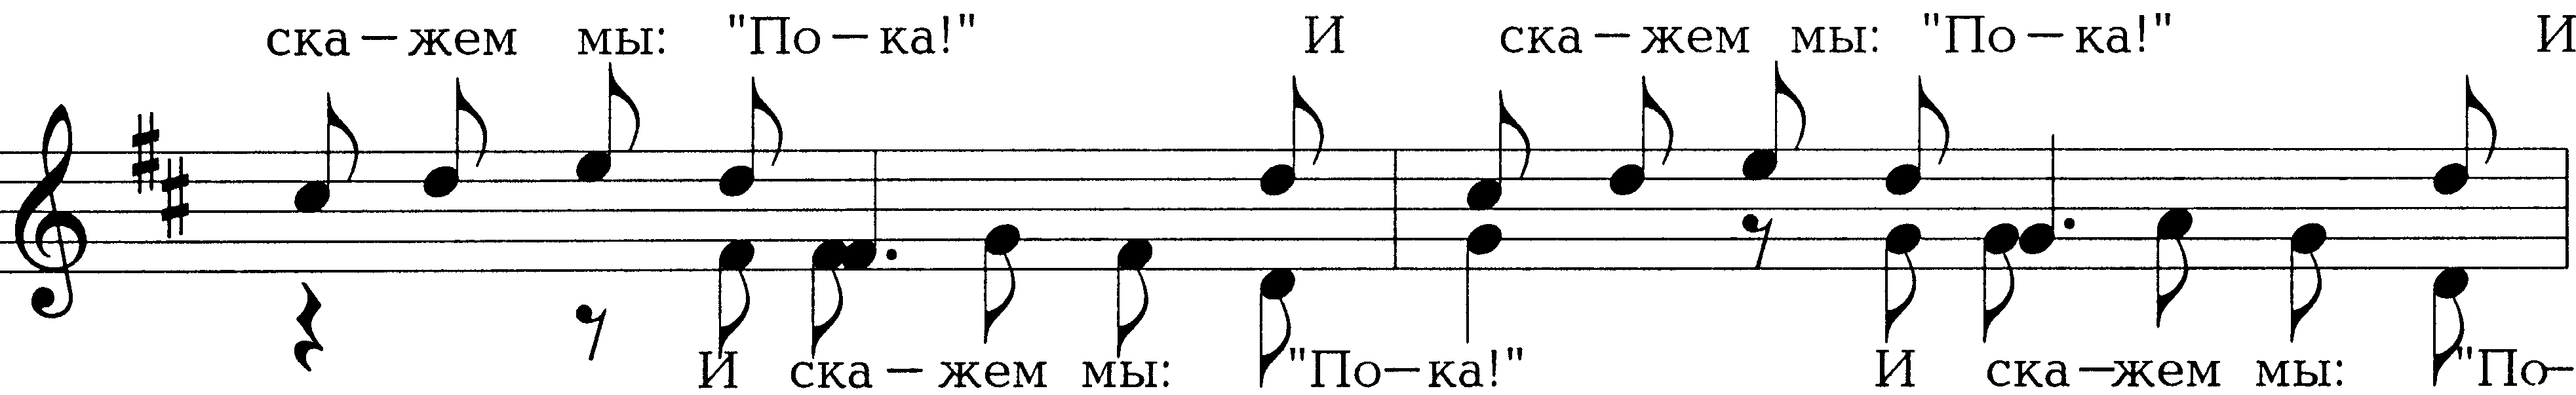 ска—жем мы: "По—ка!" И ска—жем мы: "По—ка!" И
И ска—жем мы: "По—ка!" И ска—жем мы: "По—